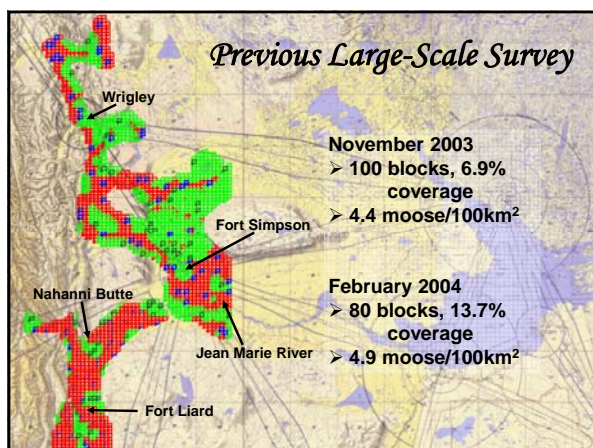 Previous Large-Scale Survey
Wrigley
November 2003
➢ 100 blocks, 6.9%
coverage
➢ 4.4 moose/100km²
Fort Simpson
February 2004
➢ 80 blocks, 13.7%
coverage
➢ 4.9 moose/100km²
Nahanni Butte
Jean Marie River
Fort Liard